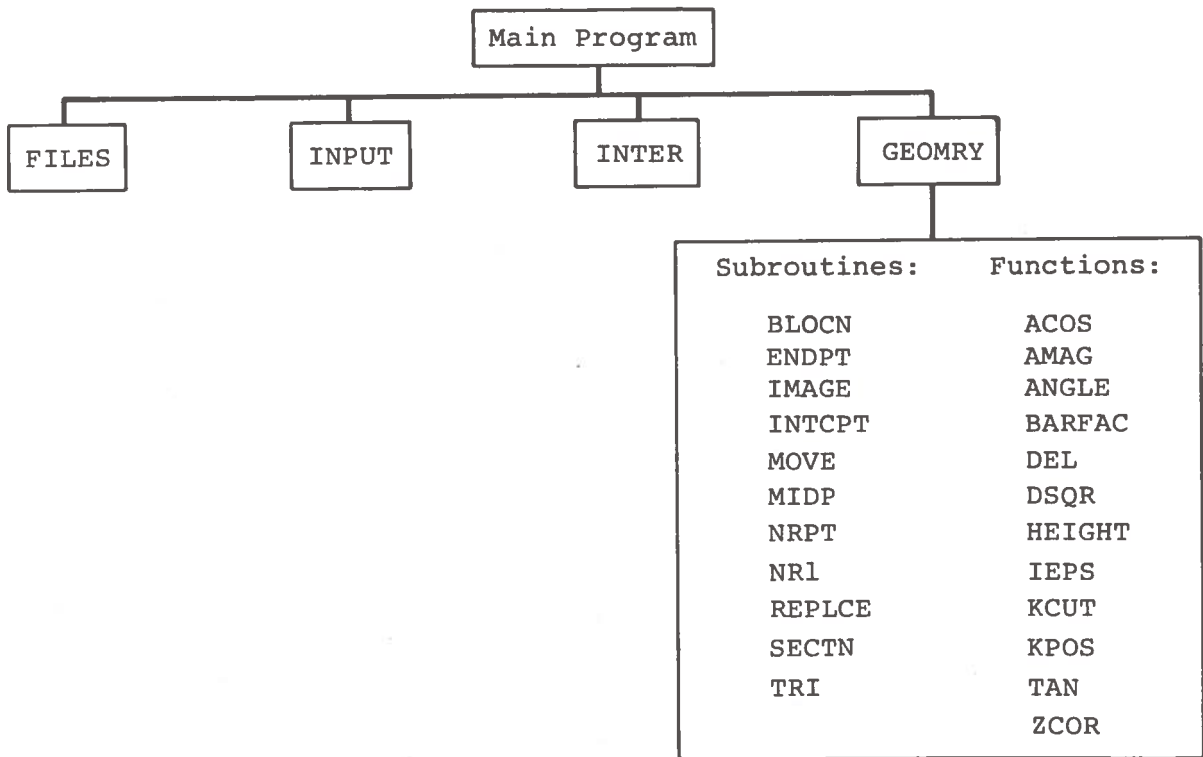 Main Program
FILES INPUT INTER GEOMRY
Subroutines: Functions:
BLOCN ACOS
ENDPT AMAG
IMAGE ANGLE
INTCPT BARFAC
MOVE DEL
MIDP DSQR
NRPT HEIGHT
NR1 IEPS
REPLCE KCUT
SECTN KPOS
TRI TAN
ZCOR